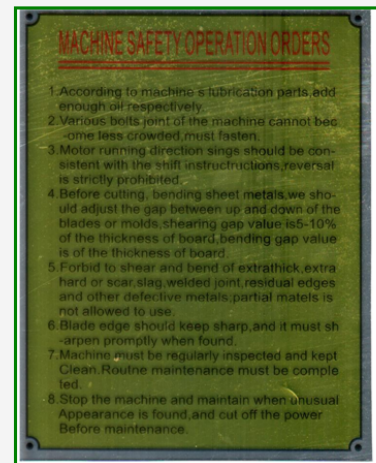 MACHINE SAFETY OPERATION ORDERS
1.According to machine s lubrication parts,add
enough oil respectively.
2.Various bolts joint of the machine cannot bec
-ome less crowded,must fasten.
3.Motor running direction sings should be con-
sistent with the shift instructructions,reversal
is strictly prohibited.
4.Before cutting, bending sheet metals,we sho-
uld adjust the gap between up and down of the
blades or molds,shearing gap value is5-10%
of the thickness of board,bending gap value
is of the thickness of board.
5.Forbid to shear and bend of extrathick,extra
hard or scar,slag,welded joint,residual edges
and other defective metals;partial matels is
not allowed to use.
6.Blade edge should keep sharp,and it must sh
-arpen promptly when found.
7.Machine must be regularly inspected and kept
Clean.Routne maintenance must be comple
ted.
8.Stop the machine and maintain when unusual
Appearance is found,and cut off the power
Before maintenance.